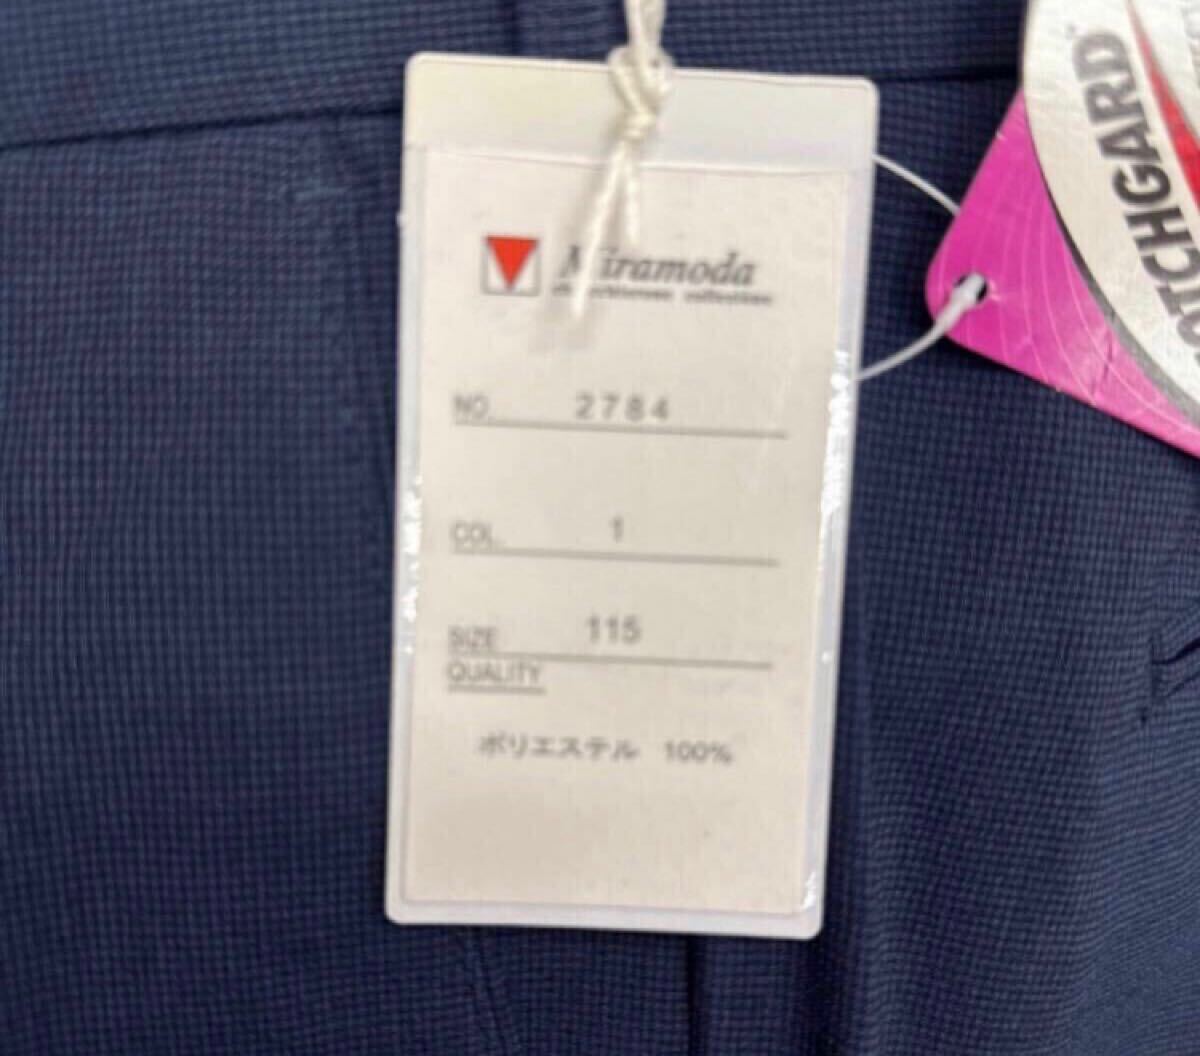 Miramoda
NO. 2784
COL. 1
SIZE 115
QUALITY
ポリエステル 100%
OTCHGARD